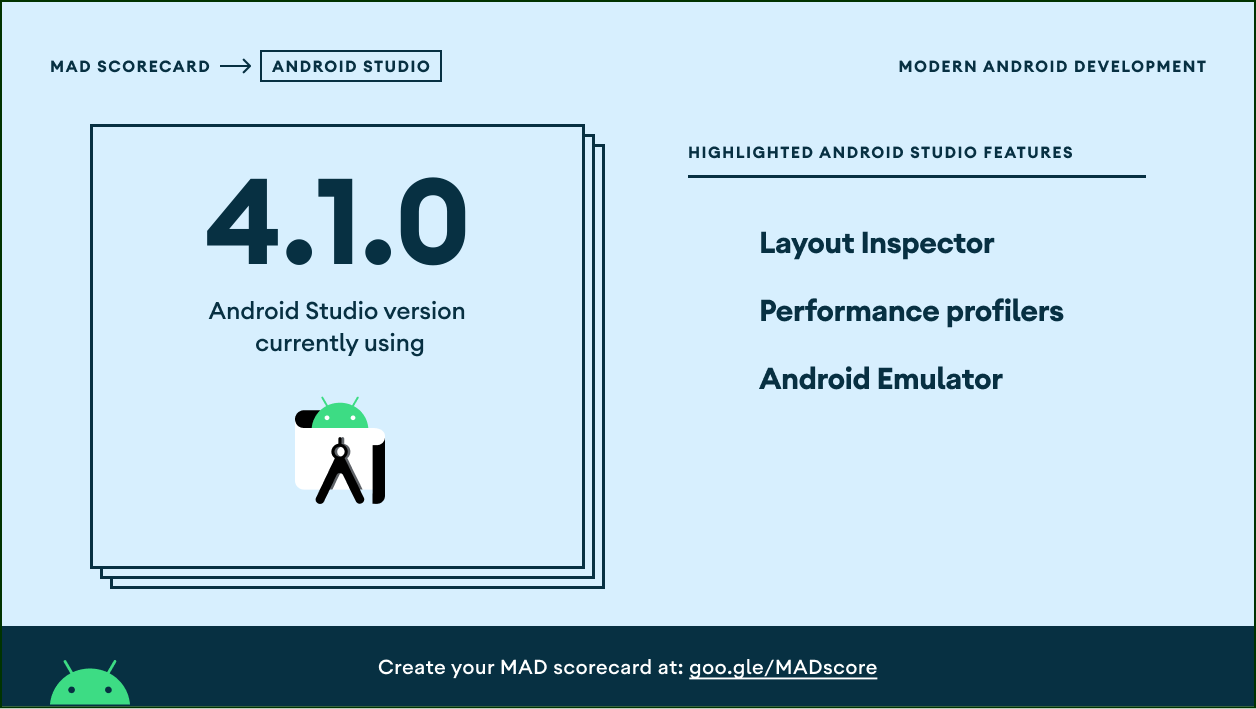 MAD SCORECARD → ANDROID STUDIO
MODERN ANDROID DEVELOPMENT
4.1.0
Android Studio version
currently using
HIGHLIGHTED ANDROID STUDIO FEATURES
Layout Inspector
Performance profilers
Android Emulator
Create your MAD scorecard at: goo.gle/MADscore